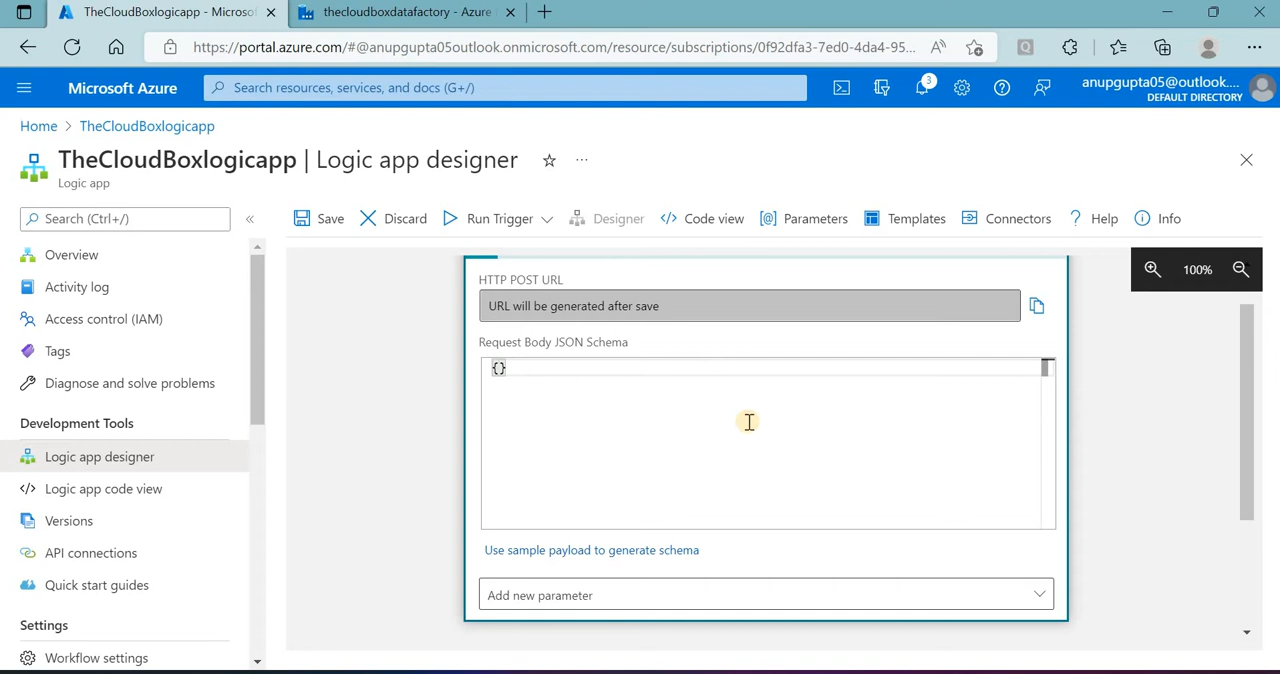 TheCloudBoxlogicapp - Microsof
thecloudboxdatafactory - Azure
https://portal.azure.com/#@anupgupta05outlook.onmicrosoft.com/resource/subscriptions/0f92dfa3-7ed0-4da4-95...
Microsoft Azure
Search resources, services, and docs (G+/)
3
anupgupta05@outlook....
DEFAULT DIRECTORY
Home > TheCloudBoxlogicapp
TheCloudBoxlogicapp | Logic app designer
Logic app
Search (Ctrl+/)
Save Discard Run Trigger Designer Code view Parameters Templates Connectors Help Info
Overview
Activity log
Access control (IAM)
Tags
Diagnose and solve problems
Development Tools
Logic app designer
Logic app code view
Versions
API connections
Quick start guides
Settings
Workflow settings
100%
HTTP POST URL
URL will be generated after save
Request Body JSON Schema
{}
Use sample payload to generate schema
Add new parameter